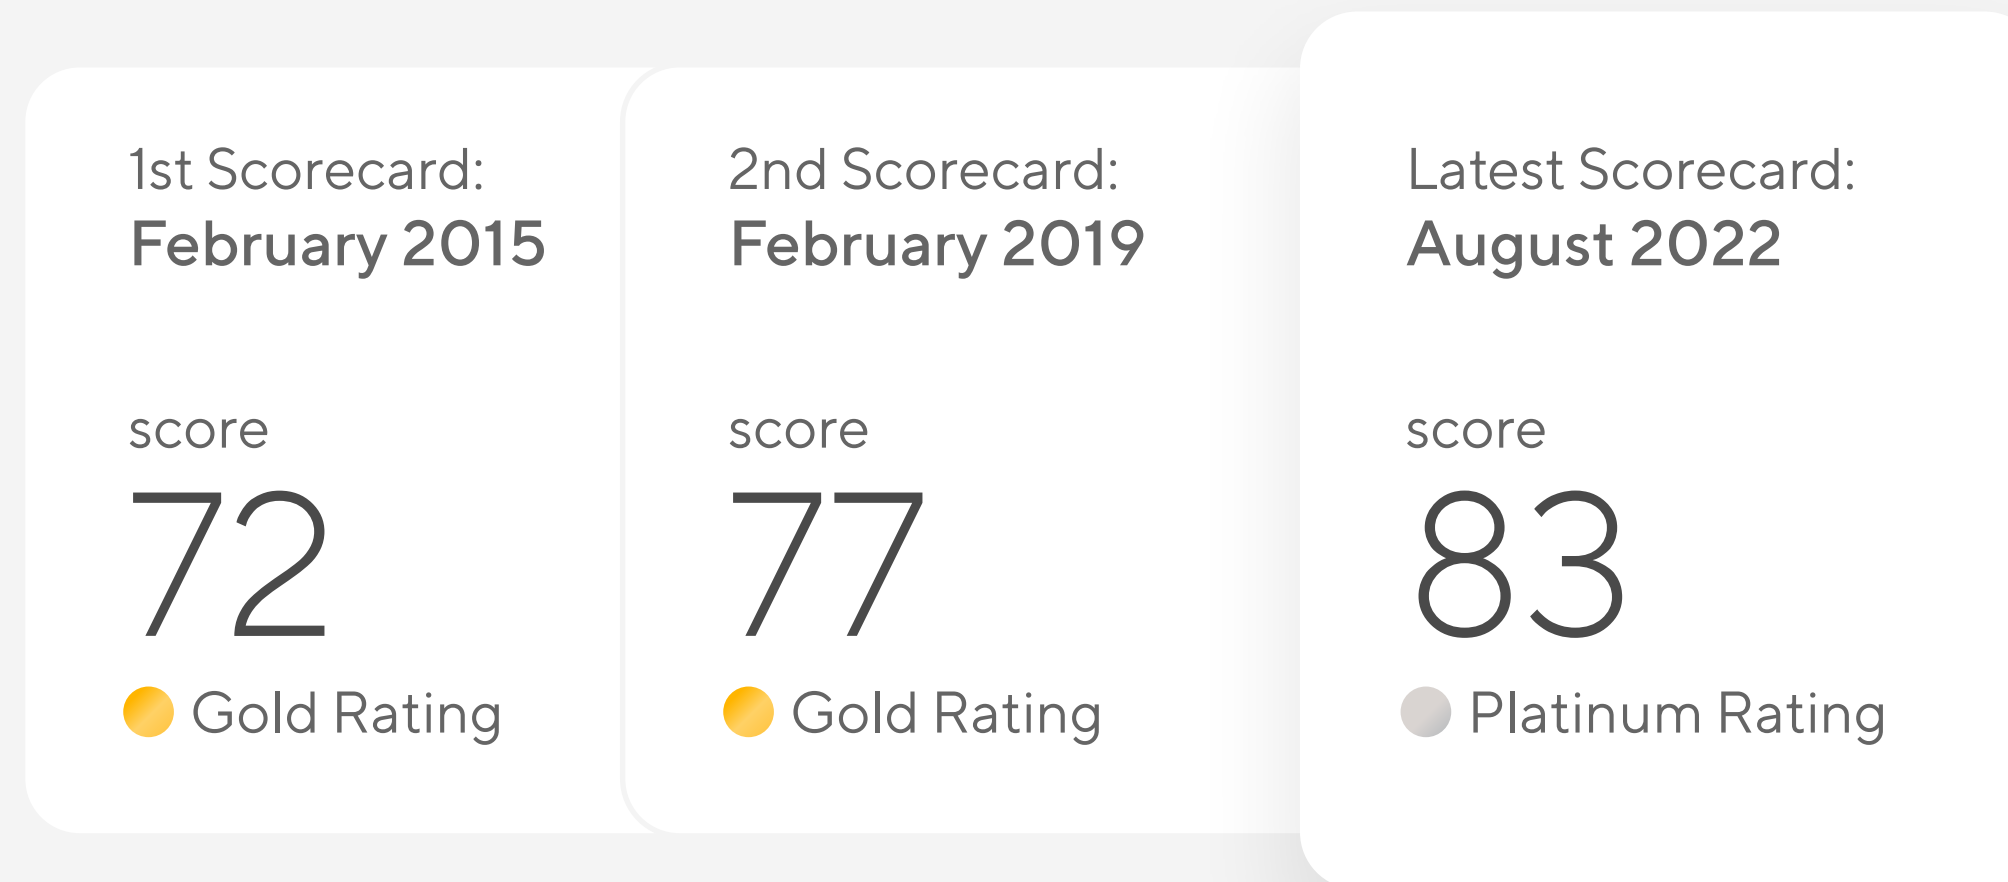 1st Scorecard:
February 2015
score
72
Gold Rating
2nd Scorecard:
February 2019
score
77
Gold Rating
Latest Scorecard:
August 2022
score
83
Platinum Rating